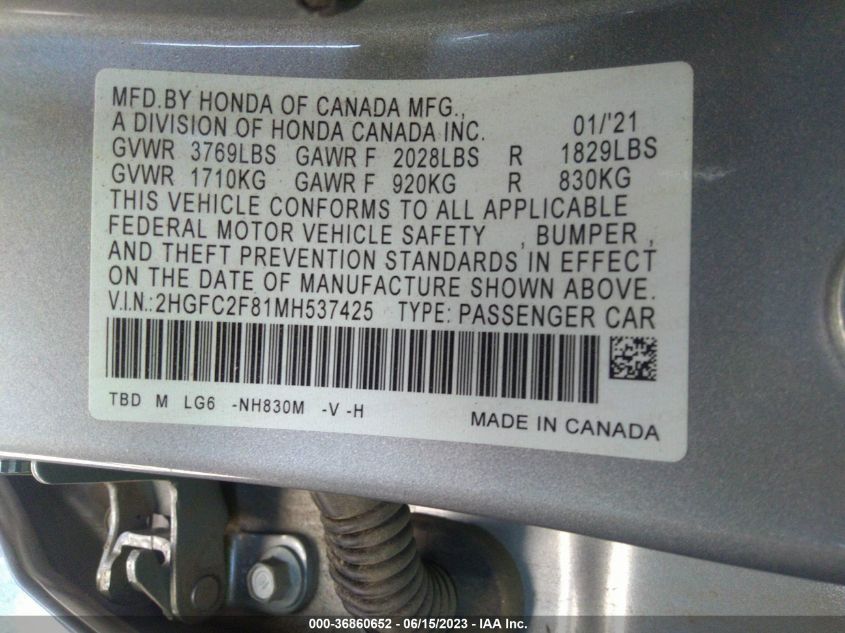 MFD.BY HONDA OF CANADA MFG.,
A DIVISION OF HONDA CANADA INC. 01/'21
GVWR 3769LBS GAWR F 2028LBS R 1829LBS
GVWR 1710KG GAWR F 920KG R 830KG
THIS VEHICLE CONFORMS TO ALL APPLICABLE
FEDERAL MOTOR VEHICLE SAFETY , BUMPER ,
AND THEFT PREVENTION STANDARDS IN EFFECT
ON THE DATE OF MANUFACTURE SHOWN ABOVE.
V.I.N.:2HGFC2F81MH537425 TYPE: PASSENGER CAR
TBD M LG6 -NH830M -V -H
MADE IN CANADA
000-36860652 - 06/15/2023 - IAA Inc.